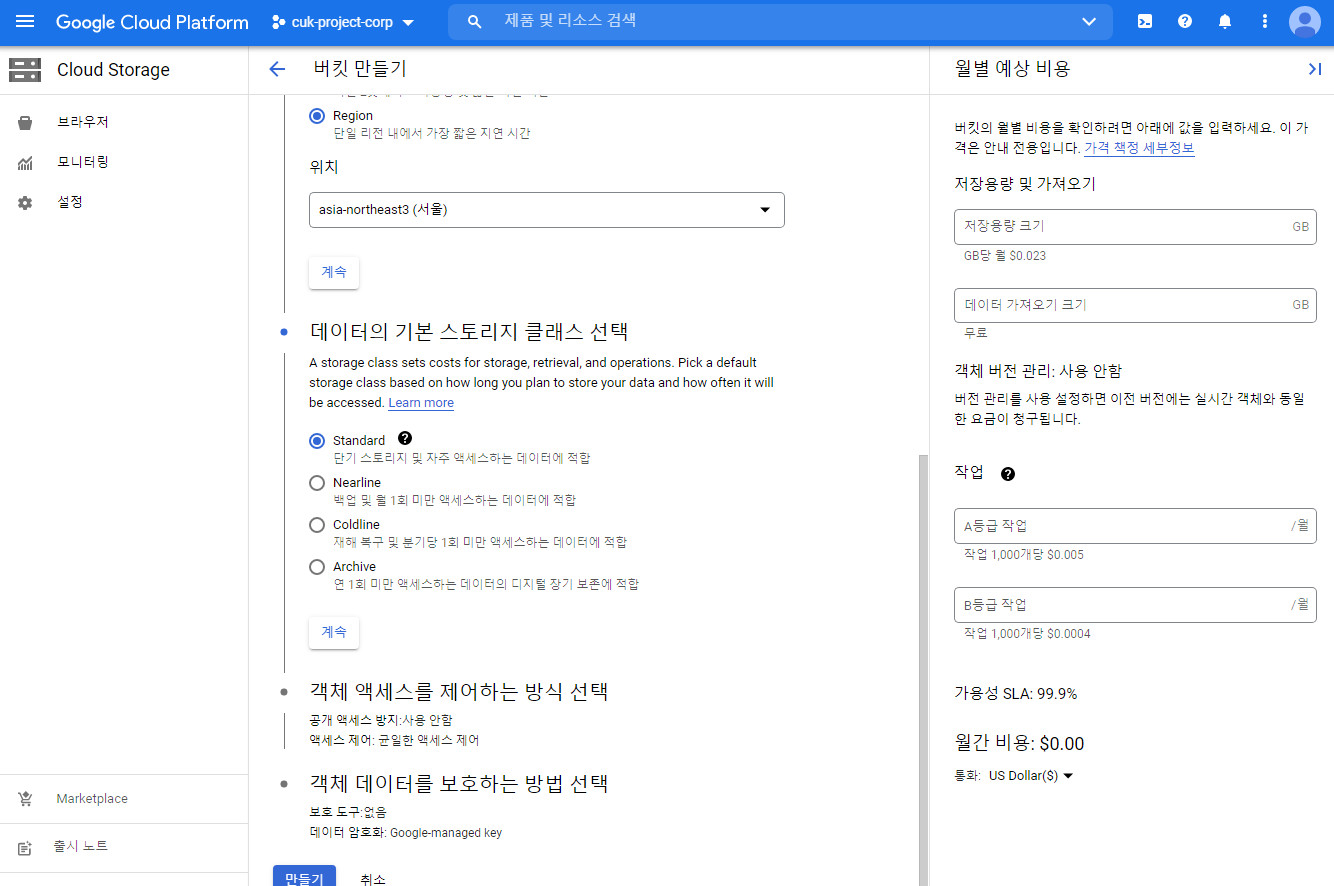 Google Cloud Platform
cuk-project-corp
제품 및 리소스 검색
Cloud Storage
브라우저
모니터링
설정
Marketplace
출시 노트
버킷 만들기
Region
단일 리전 내에서 가장 짧은 지연 시간
위치
asia-northeast3 (서울)
계속
데이터의 기본 스토리지 클래스 선택
A storage class sets costs for storage, retrieval, and operations. Pick a default
storage class based on how long you plan to store your data and how often it will
be accessed. Learn more
Standard
단기 스토리지 및 자주 액세스하는 데이터에 적합
Nearline
백업 및 월 1회 미만 액세스하는 데이터에 적합
Coldline
재해 복구 및 분기당 1회 미만 액세스하는 데이터에 적합
Archive
연 1회 미만 액세스하는 데이터의 디지털 장기 보존에 적합
계속
객체 액세스를 제어하는 방식 선택
공개 액세스 방지:사용 안함
액세스 제어: 균일한 액세스 제어
객체 데이터를 보호하는 방법 선택
보호 도구:없음
데이터 암호화: Google-managed key
만들기
취소
월별 예상 비용
버킷의 월별 비용을 확인하려면 아래에 값을 입력하세요. 이 가
격은 안내 전용입니다. 가격 책정 세부정보
저장용량 및 가져오기
저장용량 크기 GB
GB당 월 $0.023
데이터 가져오기 크기 GB
무료
객체 버전 관리: 사용 안함
버전 관리를 사용 설정하면 이전 버전에는 실시간 객체와 동일
한 요금이 청구됩니다.
작업
A등급 작업 /월
작업 1,000개당 $0.005
B등급 작업 /월
작업 1,000개당 $0.0004
가용성 SLA: 99.9%
월간 비용: $0.00
통화: US Dollar($)